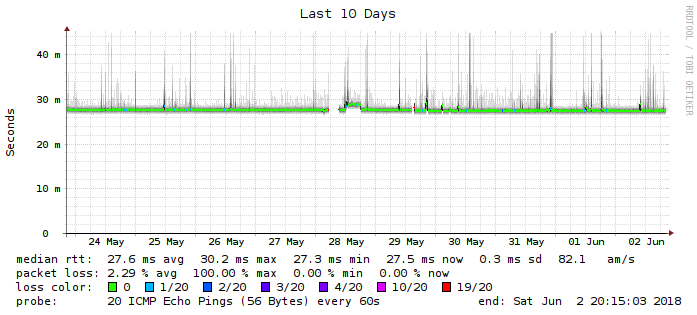 Last 10 Days
RRDTOOL / TOBI OETIKER
Seconds
40 m
30 m
20 m
10 m
0
24 May 25 May 26 May 27 May 28 May 29 May 30 May 31 May 01 Jun 02 Jun
median rtt: 27.6 ms avg 30.2 ms max 27.3 ms min 27.5 ms now 0.3 ms sd 82.1 am/s
packet loss: 2.29 % avg 100.00 % max 0.00 % min 0.00 % now
loss color: 0 1/20 2/20 3/20 4/20 10/20 19/20
probe: 20 ICMP Echo Pings (56 Bytes) every 60s end: Sat Jun 2 20:15:03 2018